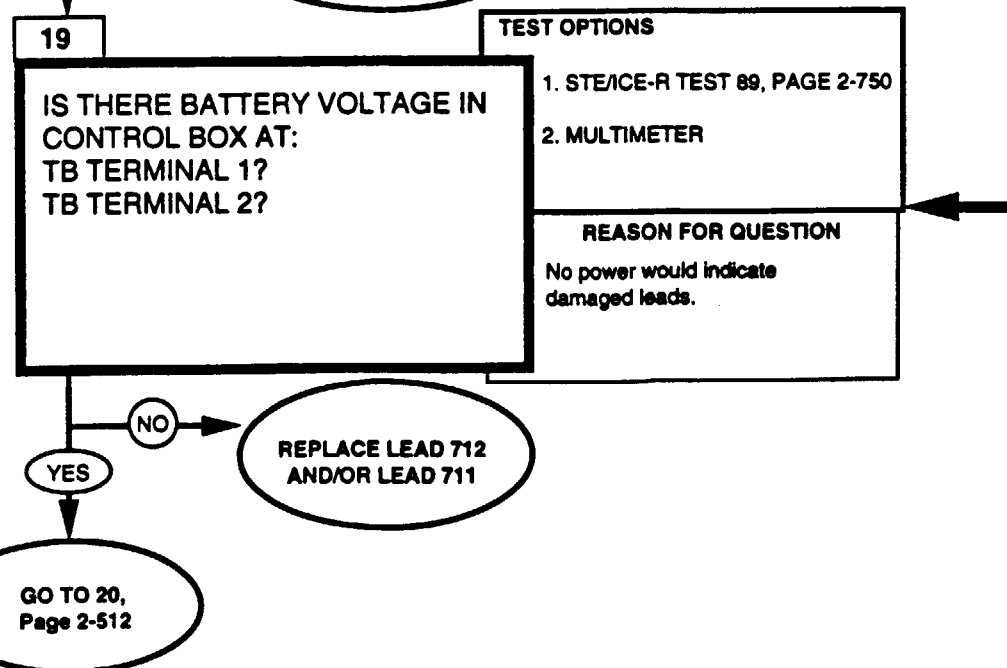 19
IS THERE BATTERY VOLTAGE IN
CONTROL BOX AT:
TB TERMINAL 1?
TB TERMINAL 2?
TEST OPTIONS
1. STE/ICE-R TEST 89, PAGE 2-750
2. MULTIMETER
REASON FOR QUESTION
No power would indicate
damaged leads.
NO
REPLACE LEAD 712
AND/OR LEAD 711
YES
GO TO 20,
Page 2-512